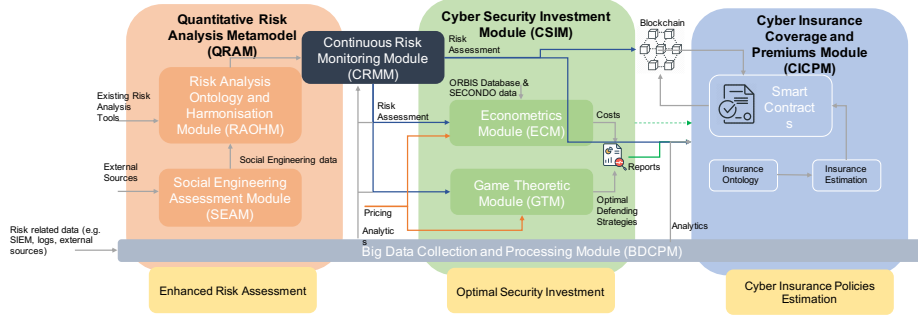 Quantitative Risk
Analysis Metamodel
(QRAM)
Cyber Security Investment
Module (CSIM)
Cyber Insurance
Coverage and
Premiums Module
(CICPM)
Blockchain
Continuous Risk
Monitoring Module
(CRMM)
Risk
Assessment
Risk Analysis
Ontology and
Harmonisation
Module (RAOHM)
Existing Risk
Analysis
Tools
ORBIS Database &
SECONDO data
Risk
Assessment
Econometrics
Module (ECM)
Costs
Smart
Contract
s
Social Engineering data
External
Sources
Social Engineering
Assessment Module
(SEAM)
Reports
Game Theoretic
Module (GTM)
Insurance
Ontology
Insurance
Estimation
Optimal
Defending
Strategies
Pricing
Analytic
s
Analytics
Risk related data (e.g.
SIEM, logs, external
sources)
Big Data Collection and Processing Module (BDCPM)
Enhanced Risk Assessment
Optimal Security Investment
Cyber Insurance Policies
Estimation